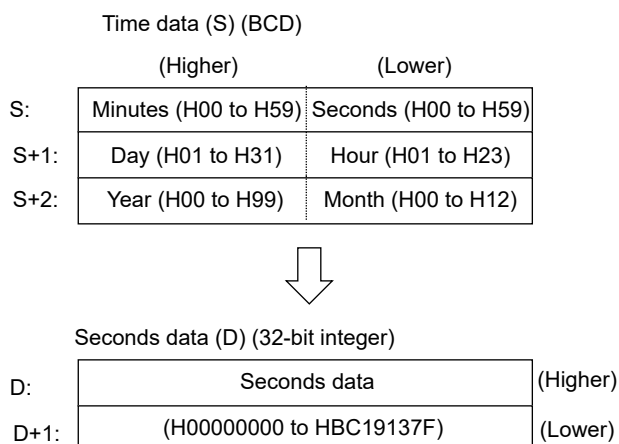 Time data (S) (BCD)
(Higher) (Lower)
S: Minutes (H00 to H59) Seconds (H00 to H59)
S+1: Day (H01 to H31) Hour (H01 to H23)
S+2: Year (H00 to H99) Month (H00 to H12)
Seconds data (D) (32-bit integer)
D: Seconds data (Higher)
D+1: (H00000000 to HBC19137F) (Lower)